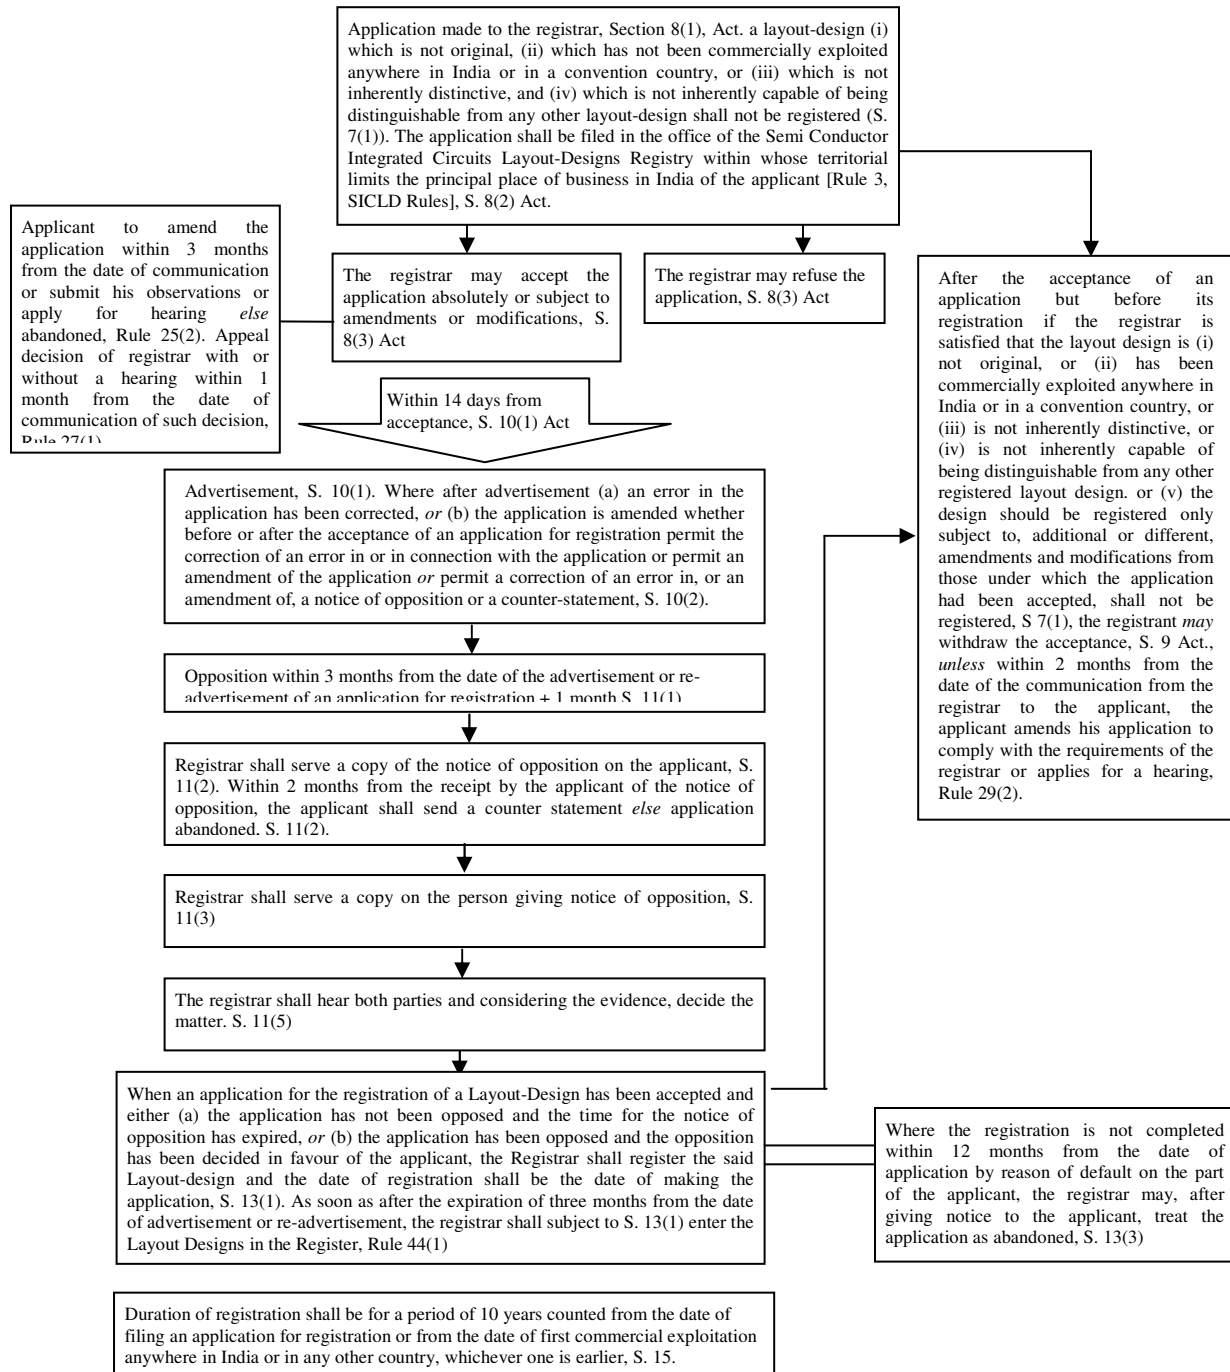 Application made to the registrar, Section 8(1), Act. a layout-design (i)
which is not original, (ii) which has not been commercially exploited
anywhere in India or in a convention country, or (iii) which is not
inherently distinctive, and (iv) which is not inherently capable of being
distinguishable from any other layout-design shall not be registered (S.
7(1)). The application shall be filed in the office of the Semi Conductor
Integrated Circuits Layout-Designs Registry within whose territorial
limits the principal place of business in India of the applicant [Rule 3,
SICLD Rules], S. 8(2) Act.
Applicant to amend the
application within 3 months
from the date of communication
or submit his observations or
apply for hearing else
abandoned, Rule 25(2). Appeal
decision of registrar with or
without a hearing within 1
month from the date of
communication of such decision,
Rule 27(1)
The registrar may accept the
application absolutely or subject to
amendments or modifications, S.
8(3) Act
The registrar may refuse the
application, S. 8(3) Act
After the acceptance of an
application but before its
registration if the registrar is
satisfied that the layout design is (i)
not original, or (ii) has been
commercially exploited anywhere in
India or in a convention country, or
(iii) is not inherently distinctive, or
(iv) is not inherently capable of
being distinguishable from any other
registered layout design. or (v) the
design should be registered only
subject to, additional or different,
amendments and modifications from
those under which the application
had been accepted, shall not be
registered, S 7(1), the registrant may
withdraw the acceptance, S. 9 Act.,
unless within 2 months from the
date of the communication from the
registrar to the applicant, the
applicant amends his application to
comply with the requirements of the
registrar or applies for a hearing,
Rule 29(2).
Within 14 days from
acceptance, S. 10(1) Act
Advertisement, S. 10(1). Where after advertisement (a) an error in the
application has been corrected, or (b) the application is amended whether
before or after the acceptance of an application for registration permit
the correction of an error in or in connection with the application or permit an
amendment of the application or permit a correction of an error in, or an
amendment of, a notice of opposition or a counter-statement, S. 10(2).
Opposition within 3 months from the date of the advertisement or re-
advertisement of an application for registration + 1 month S. 11(1)
Registrar shall serve a copy of the notice of opposition on the applicant, S.
11(2). Within 2 months from the receipt by the applicant of the notice of
opposition, the applicant shall send a counter statement else application
abandoned. S. 11(2).
Registrar shall serve a copy on the person giving notice of opposition, S.
11(3)
The registrar shall hear both parties and considering the evidence, decide the
matter. S. 11(5)
When an application for the registration of a Layout-Design has been accepted and
either (a) the application has not been opposed and the time for the notice of
opposition has expired, or (b) the application has been opposed and the opposition
has been decided in favour of the applicant, the Registrar shall register the said
Layout-design and the date of registration shall be the date of making the
application, S. 13(1). As soon as after the expiration of three months from the date
of advertisement or re-advertisement, the registrar shall subject to S. 13(1) enter the
Layout Designs in the Register, Rule 44(1)
Where the registration is not completed
within 12 months from the date of
application by reason of default on the part
of the applicant, the registrar may, after
giving notice to the applicant, treat the
application as abandoned, S. 13(3)
Duration of registration shall be for a period of 10 years counted from the date of
filing an application for registration or from the date of first commercial exploitation
anywhere in India or in any other country, whichever one is earlier, S. 15.